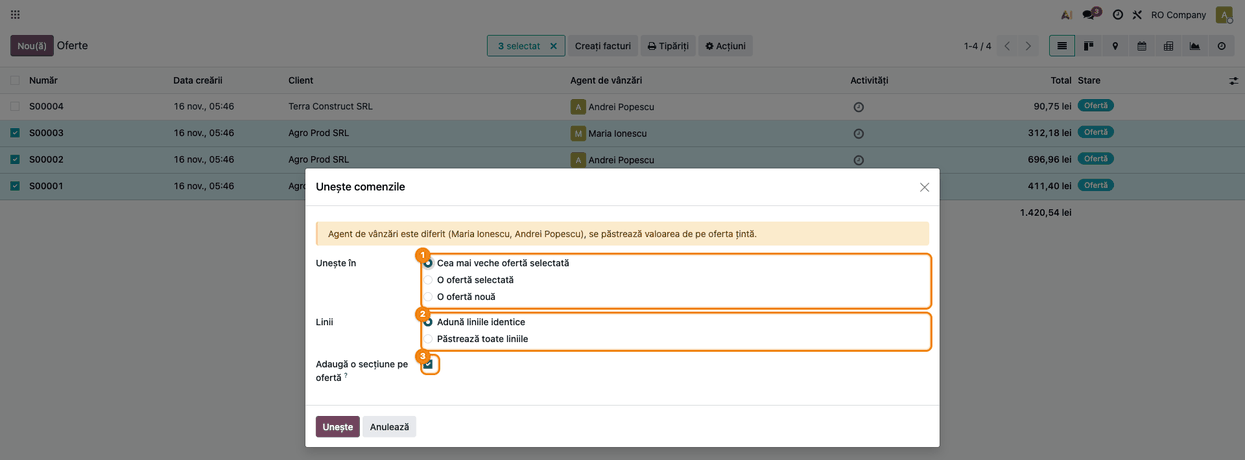 3
RO Company
A
Nou(ă)
Oferte
3 selectat
Creați facturi
Tipăriți
Acțiuni
1-4 / 4
Număr Data creării Client Agent de vânzări Activități Total Stare
S00004 16 nov., 05:46 Terra Construct SRL A Andrei Popescu 90,75 lei Ofertă
S00003 16 nov., 05:46 Agro Prod SRL M Maria Ionescu 312,18 lei Ofertă
S00002 16 nov., 05:46 Agro Prod SRL A Andrei Popescu 696,96 lei Ofertă
S00001 16 nov., 05:46 Agro 411,40 lei Ofertă
1.420,54 lei
Unește comenzile
Agent de vânzări este diferit (Maria Ionescu, Andrei Popescu), se păstrează valoarea de pe oferta țintă.
1
Unește în Cea mai veche ofertă selectată
O ofertă selectată
O ofertă nouă
2
Linii Adună liniile identice
Păstrează toate liniile
3
Adaugă o secțiune pe
ofertă ?
Unește
Anulează